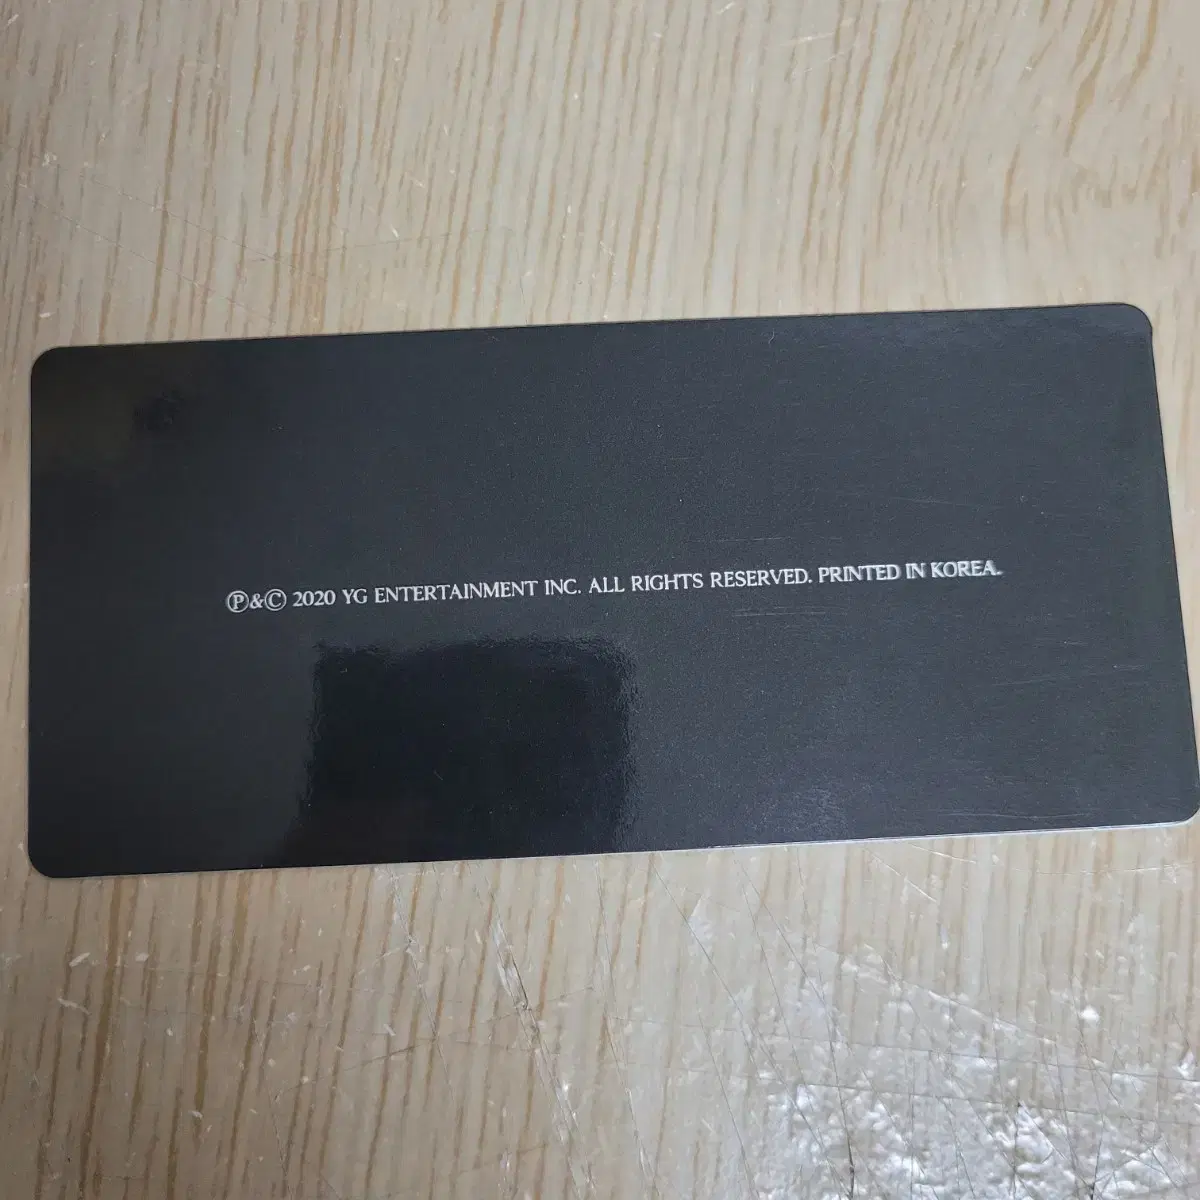 Ⓟ&Ⓒ 2020 YG ENTERTAINMENT INC. ALL RIGHTS RESERVED. PRINTED IN KOREA.